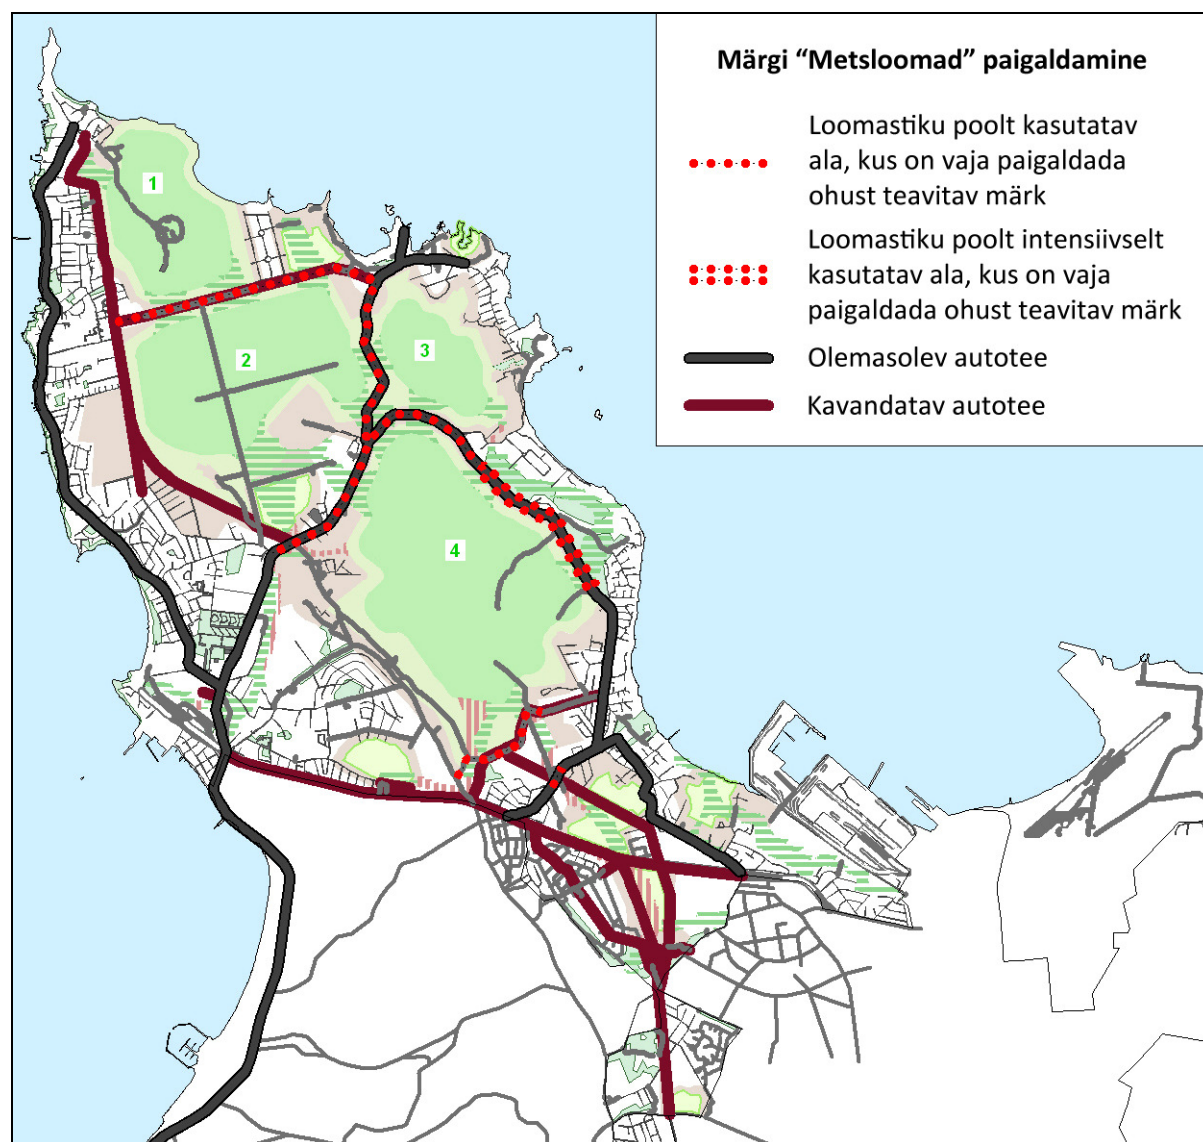 Märgi “Metsloomad” paigaldamine
Loomastiku poolt kasutatav
ala, kus on vaja paigaldada
ohust teavitav märk
Loomastiku poolt intensiivselt
kasutatav ala, kus on vaja
paigaldada ohust teavitav märk
Olemasolev autotee
Kavandatav autotee
1
2
3
4